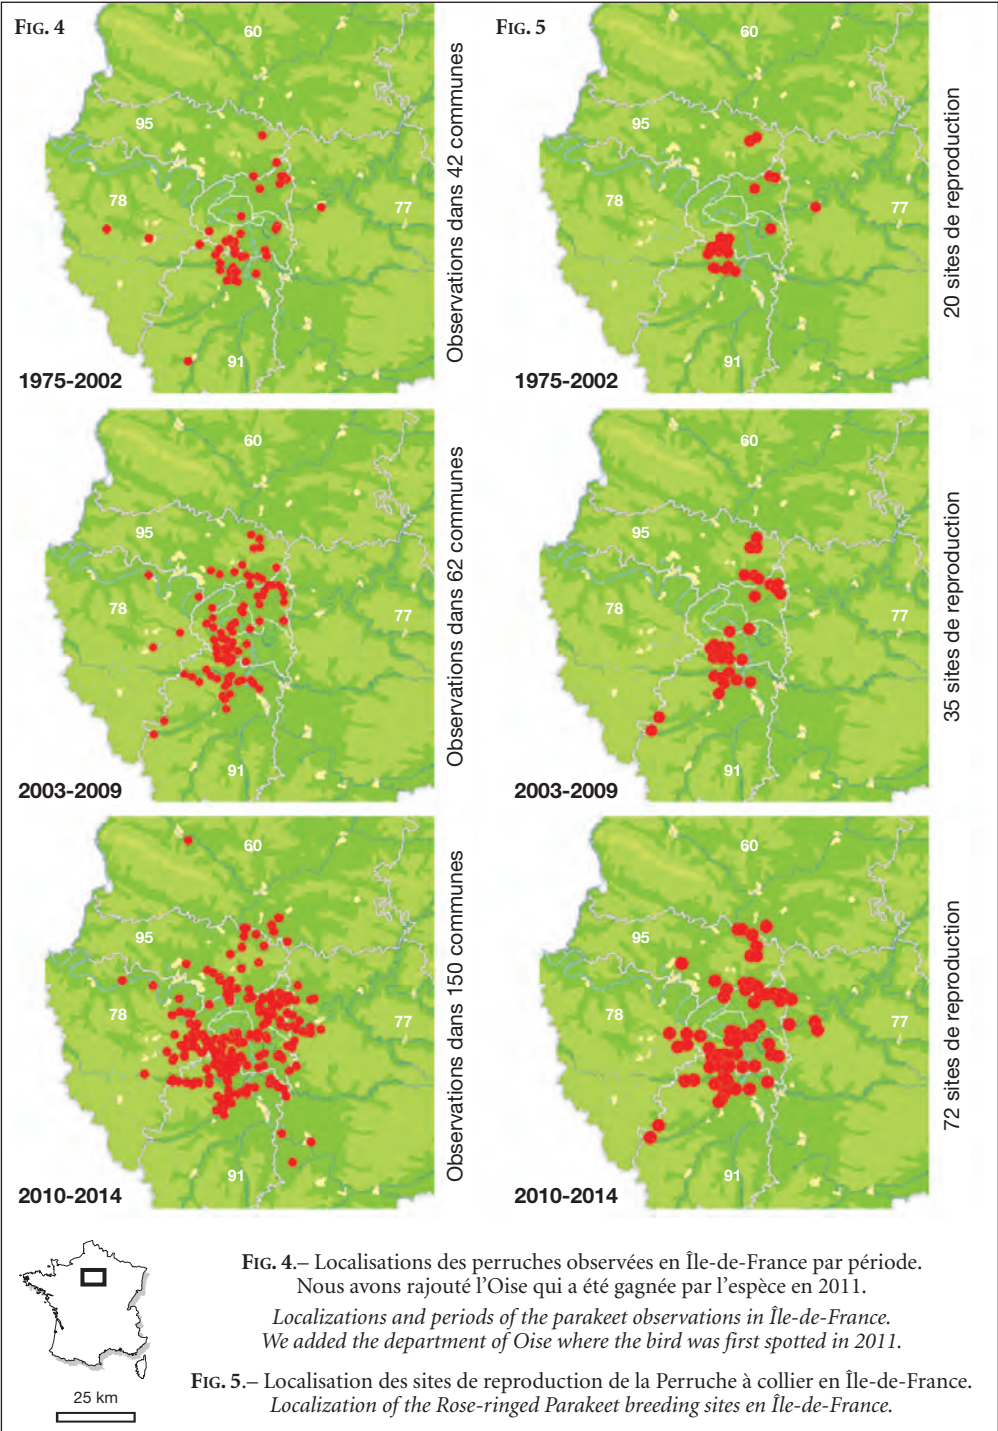 FIG. 4
60
95
78
77
91
1975-2002
Observations dans 42 communes
FIG. 5
60
95
78
77
91
1975-2002
20 sites de reproduction
60
95
78
77
91
2003-2009
Observations dans 62 communes
60
95
78
77
91
2003-2009
35 sites de reproduction
60
95
78
77
91
2010-2014
Observations dans 150 communes
60
95
78
77
91
2010-2014
72 sites de reproduction
25 km
FIG. 4.– Localisations des perruches observées en Île-de-France par période.
Nous avons rajouté l’Oise qui a été gagnée par l’espèce en 2011.
Localizations and periods of the parakeet observations in Île-de-France.
We added the department of Oise where the bird was first spotted in 2011.
FIG. 5.– Localisation des sites de reproduction de la Perruche à collier en Île-de-France.
Localization of the Rose-ringed Parakeet breeding sites en Île-de-France.